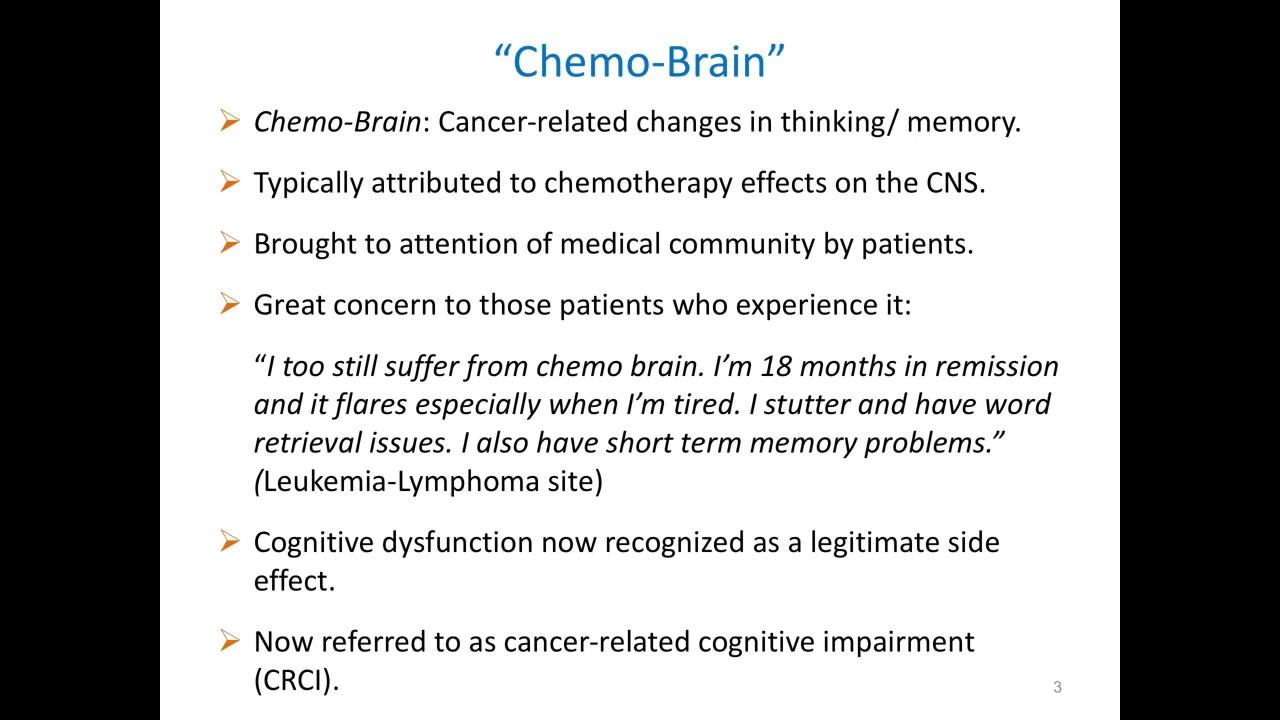 “Chemo-Brain”
Chemo-Brain: Cancer-related changes in thinking/ memory.
Typically attributed to chemotherapy effects on the CNS.
Brought to attention of medical community by patients.
Great concern to those patients who experience it:
“I too still suffer from chemo brain. I’m 18 months in remission
and it flares especially when I’m tired. I stutter and have word
retrieval issues. I also have short term memory problems.”
(Leukemia-Lymphoma site)
Cognitive dysfunction now recognized as a legitimate side
effect.
Now referred to as cancer-related cognitive impairment
(CRCI).
3